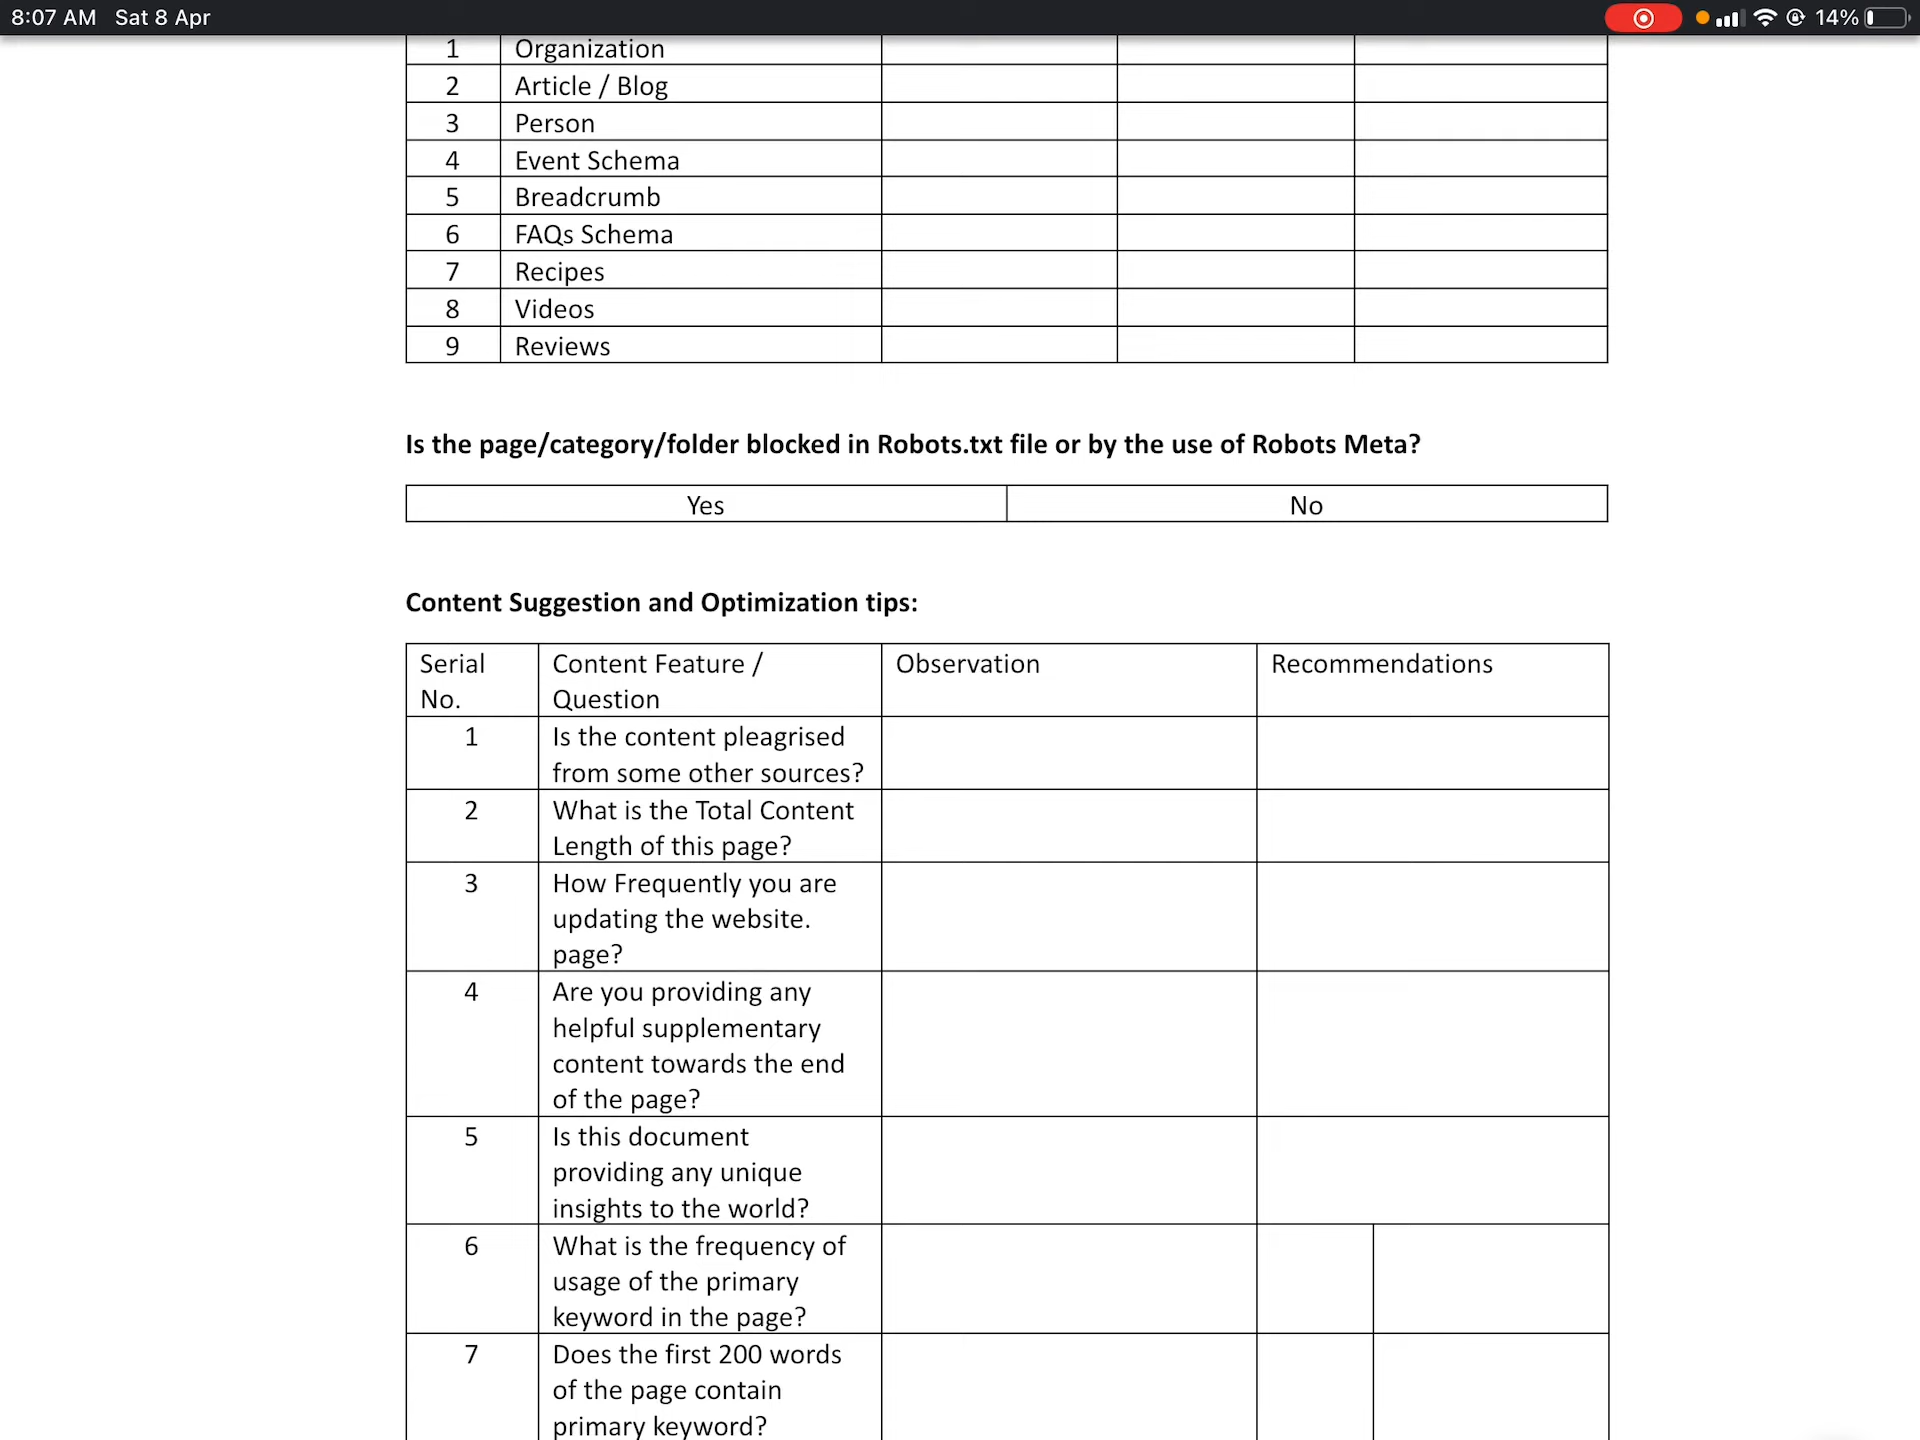 8:07 AM Sat 8 Apr 14%
1 Organization
2 Article / Blog
3 Person
4 Event Schema
5 Breadcrumb
6 FAQs Schema
7 Recipes
8 Videos
9 Reviews
Is the page/category/folder blocked in Robots.txt file or by the use of Robots Meta?
Yes No
Content Suggestion and Optimization tips:
Serial Content Feature / Observation Recommendations
No. Question
1 Is the content pleagrised
from some other sources?
2 What is the Total Content
Length of this page?
3 How Frequently you are
updating the website.
page?
4 Are you providing any
helpful supplementary
content towards the end
of the page?
5 Is this document
providing any unique
insights to the world?
6 What is the frequency of
usage of the primary
keyword in the page?
7 Does the first 200 words
of the page contain
primary keyword?